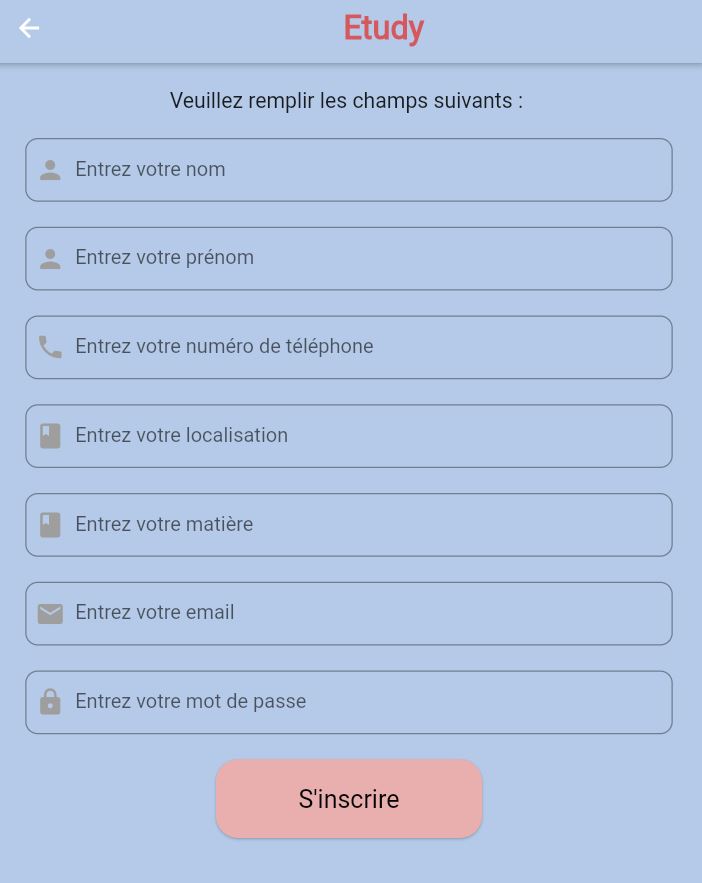 Etudy
Veuillez remplir les champs suivants :
Entrez votre nom
Entrez votre prénom
Entrez votre numéro de téléphone
Entrez votre localisation
Entrez votre matière
Entrez votre email
Entrez votre mot de passe
S'inscrire